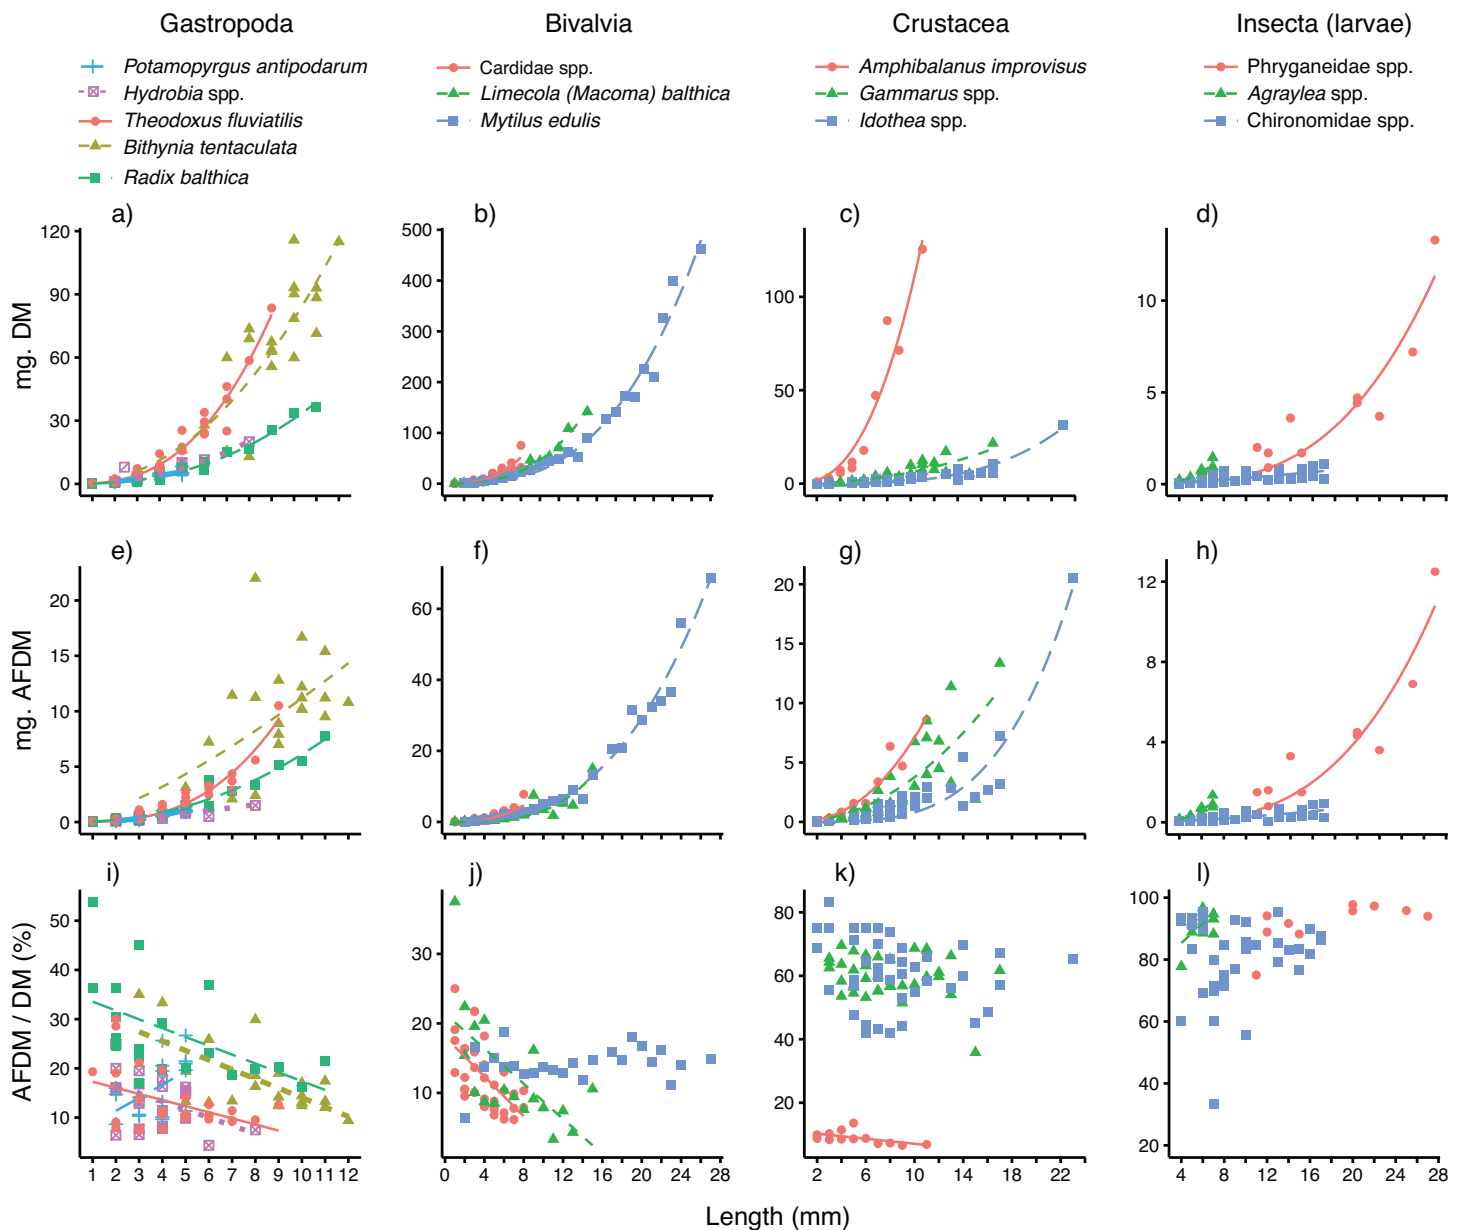 Gastropoda
Bivalvia
Crustacea
Insecta (larvae)
Potamopyrgus antipodarum
Hydrobia spp.
Theodoxus fluviatilis
Bithynia tentaculata
Radix balthica
Cardidae spp.
Limecola (Macoma) balthica
Mytilus edulis
Amphibalanus improvisus
Gammarus spp.
Idothea spp.
Phryganeidae spp.
Agraylea spp.
Chironomidae spp.
a)
b)
c)
d)
mg. DM
120
90
60
30
0
500
400
300
200
100
0
100
50
0
10
5
0
e)
f)
g)
h)
mg. AFDM
20
15
10
5
0
60
40
20
0
20
15
10
5
0
12
8
4
0
i)
j)
k)
l)
AFDM / DM (%)
50
40
30
20
10
30
20
10
80
60
40
20
100
80
60
40
20
1 2 3 4 5 6 7 8 9 10 11 12
0 4 8 12 16 20 24 28
2 6 10 14 18 22
4 8 12 16 20 24 28
Length (mm)